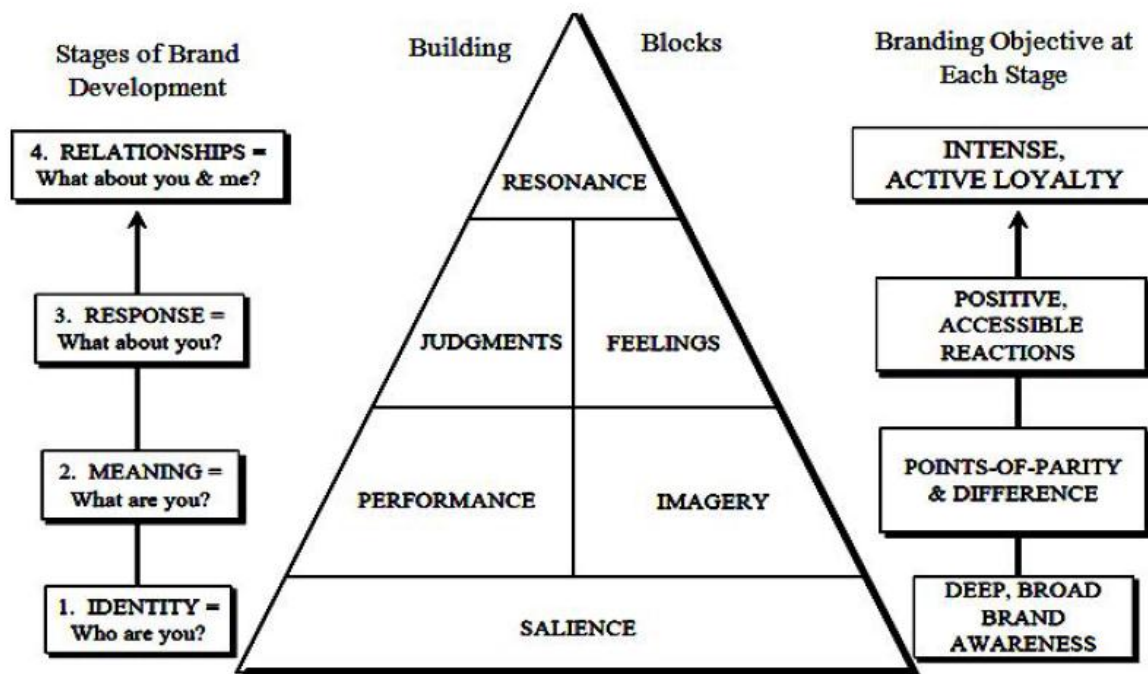 Stages of Brand
Development
Building
Blocks
Branding Objective at
Each Stage
4. RELATIONSHIPS =
What about you & me?
RESONANCE
INTENSE,
ACTIVE LOYALTY
3. RESPONSE =
What about you?
JUDGMENTS
FEELINGS
POSITIVE,
ACCESSIBLE
REACTIONS
2. MEANING =
What are you?
PERFORMANCE
IMAGERY
POINTS-OF-PARITY
& DIFFERENCE
1. IDENTITY =
Who are you?
SALIENCE
DEEP, BROAD
BRAND
AWARENESS